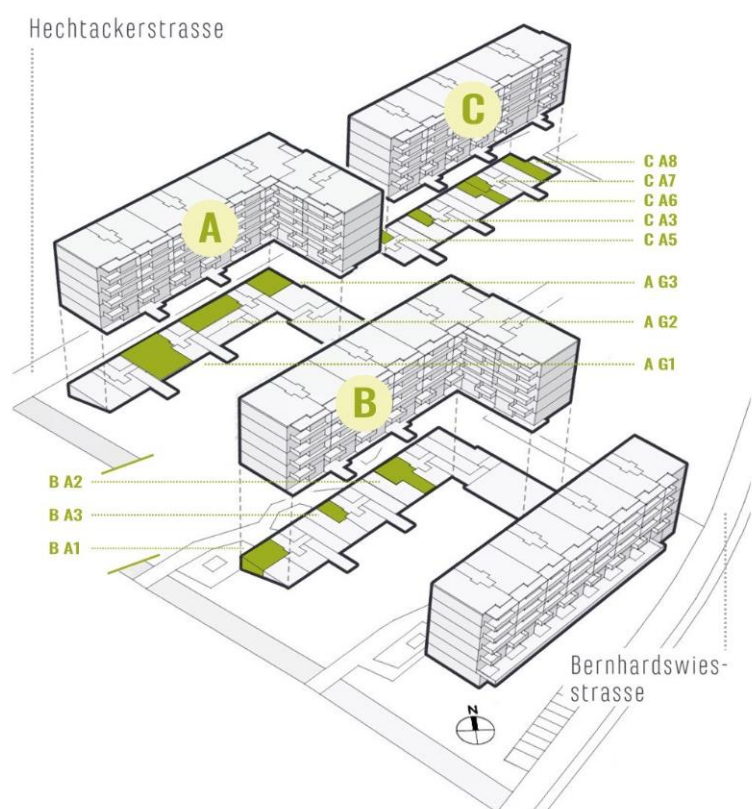 Hechtackerstrasse
C
C A8
C A7
C A6
C A3
C A5
A
A G3
A G2
A G1
B
B A2
B A3
B A1
Bernhardswies-
strasse
N